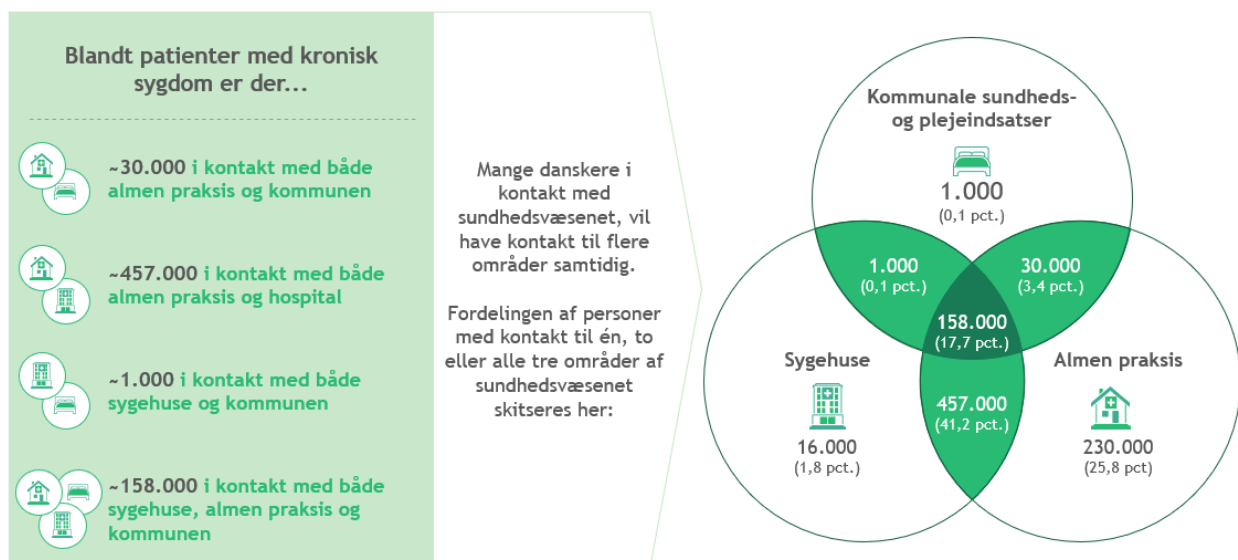 Blandt patienter med kronisk
sygdom er der...
~30.000 i kontakt med både
almen praksis og kommunen
~457.000 i kontakt med både
almen praksis og hospital
~1.000 i kontakt med både
sygehuse og kommunen
~158.000 i kontakt med både
sygehuse, almen praksis og
kommunen
Mange danskere i
kontakt med
sundhedsvæsenet, vil
have kontakt til flere
områder samtidig.
Fordelingen af personer
med kontakt til én, to
eller alle tre områder af
sundhedsvæsenet
skitseres her:
Kommunale sundheds-
og plejeindsatser
1.000
(0,1 pct.)
1.000
(0,1 pct.)
30.000
(3,4 pct.)
158.000
(17,7 pct.)
Sygehuse
16.000
(1,8 pct.)
457.000
(41,2 pct.)
Almen praksis
230.000
(25,8 pct)